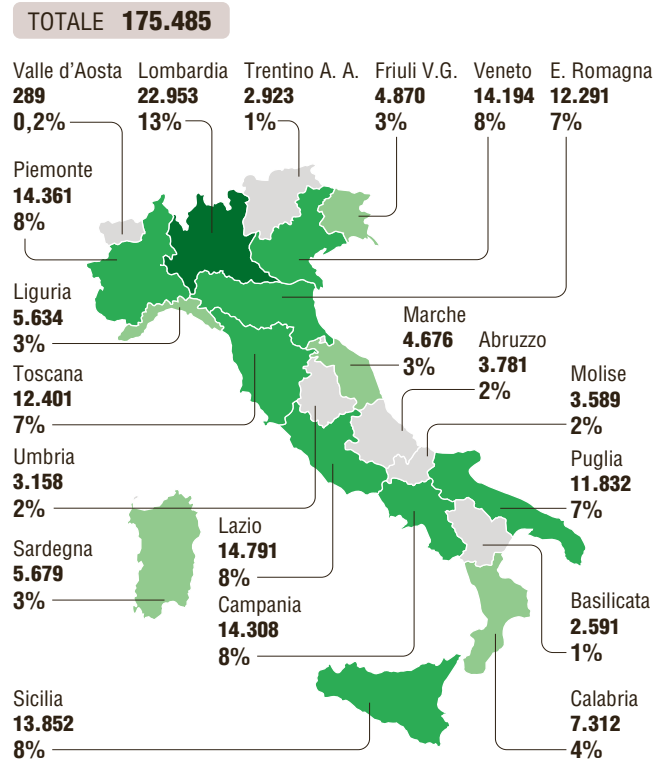 TOTALE 175.485
Valle d'Aosta
289
0,2%
Lombardia
22.953
13%
Trentino A. A.
2.923
1%
Friuli V.G.
4.870
3%
Veneto
14.194
8%
E. Romagna
12.291
7%
Piemonte
14.361
8%
Liguria
5.634
3%
Marche
4.676
3%
Abruzzo
3.781
2%
Toscana
12.401
7%
Molise
3.589
2%
Umbria
3.158
2%
Puglia
11.832
7%
Sardegna
5.679
3%
Lazio
14.791
8%
Campania
14.308
8%
Basilicata
2.591
1%
Sicilia
13.852
8%
Calabria
7.312
4%